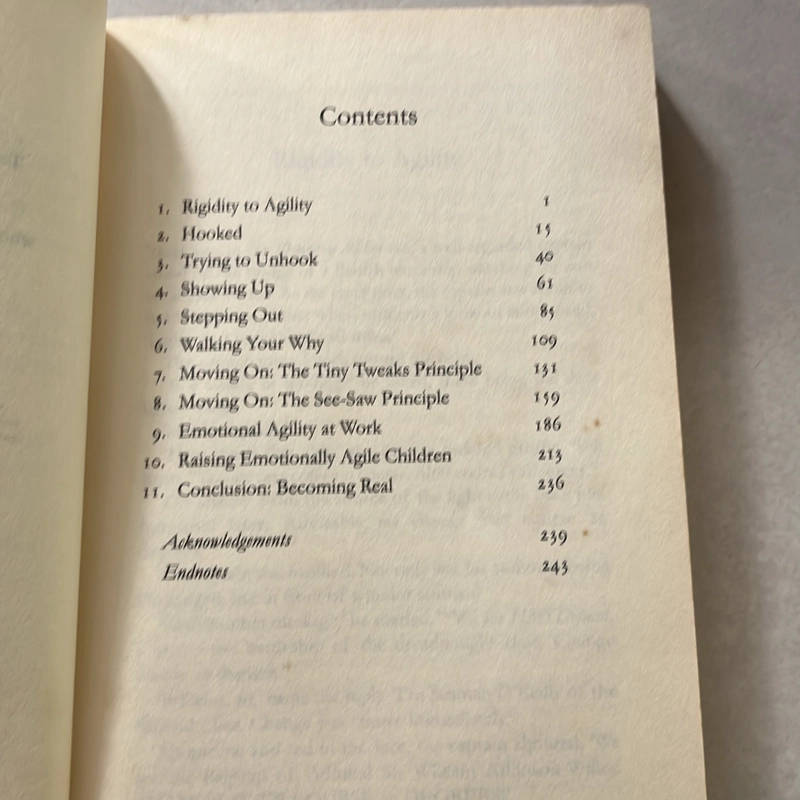 Contents
1. Rigidity to Agility 1
2. Hooked 15
3. Trying to Unhook 40
4. Showing Up 61
5. Stepping Out 85
6. Walking Your Why 109
7. Moving On: The Tiny Tweaks Principle 131
8. Moving On: The See-Saw Principle 159
9. Emotional Agility at Work 186
10. Raising Emotionally Agile Children 213
11. Conclusion: Becoming Real 236
Acknowledgements 239
Endnotes 243